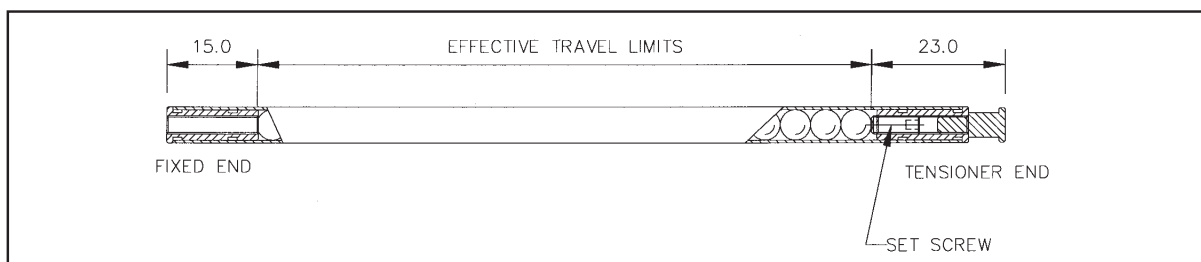 15.0
EFFECTIVE TRAVEL LIMITS
23.0
FIXED END
TENSIONER END
SET SCREW